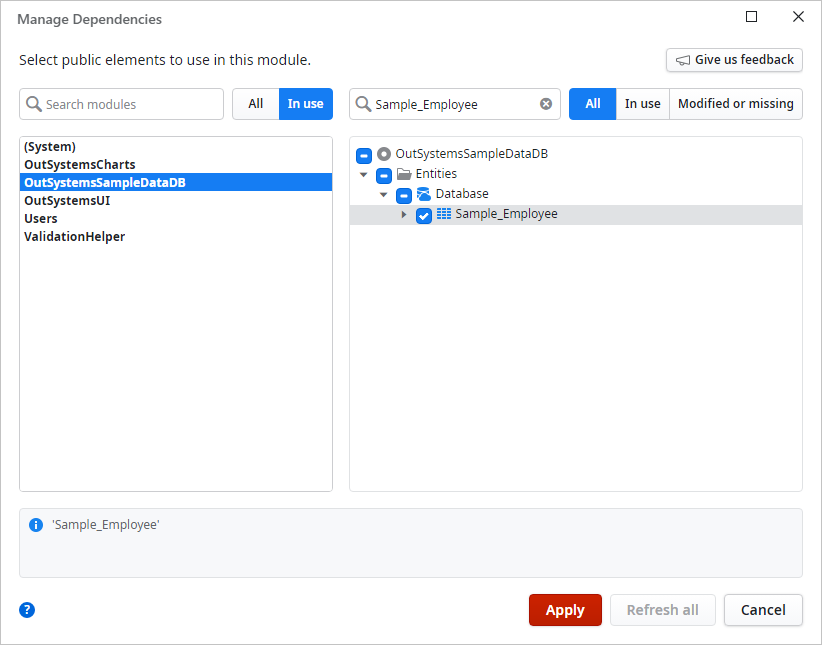 Manage Dependencies
Select public elements to use in this module.
Give us feedback
Search modules
All
In use
Sample_Employee
All
In use
Modified or missing
(System)
OutSystemsCharts
OutSystemsSampleDataDB
OutSystemsUI
Users
ValidationHelper
OutSystemsSampleDataDB
Entities
Database
Sample_Employee
'Sample_Employee'
Apply
Refresh all
Cancel